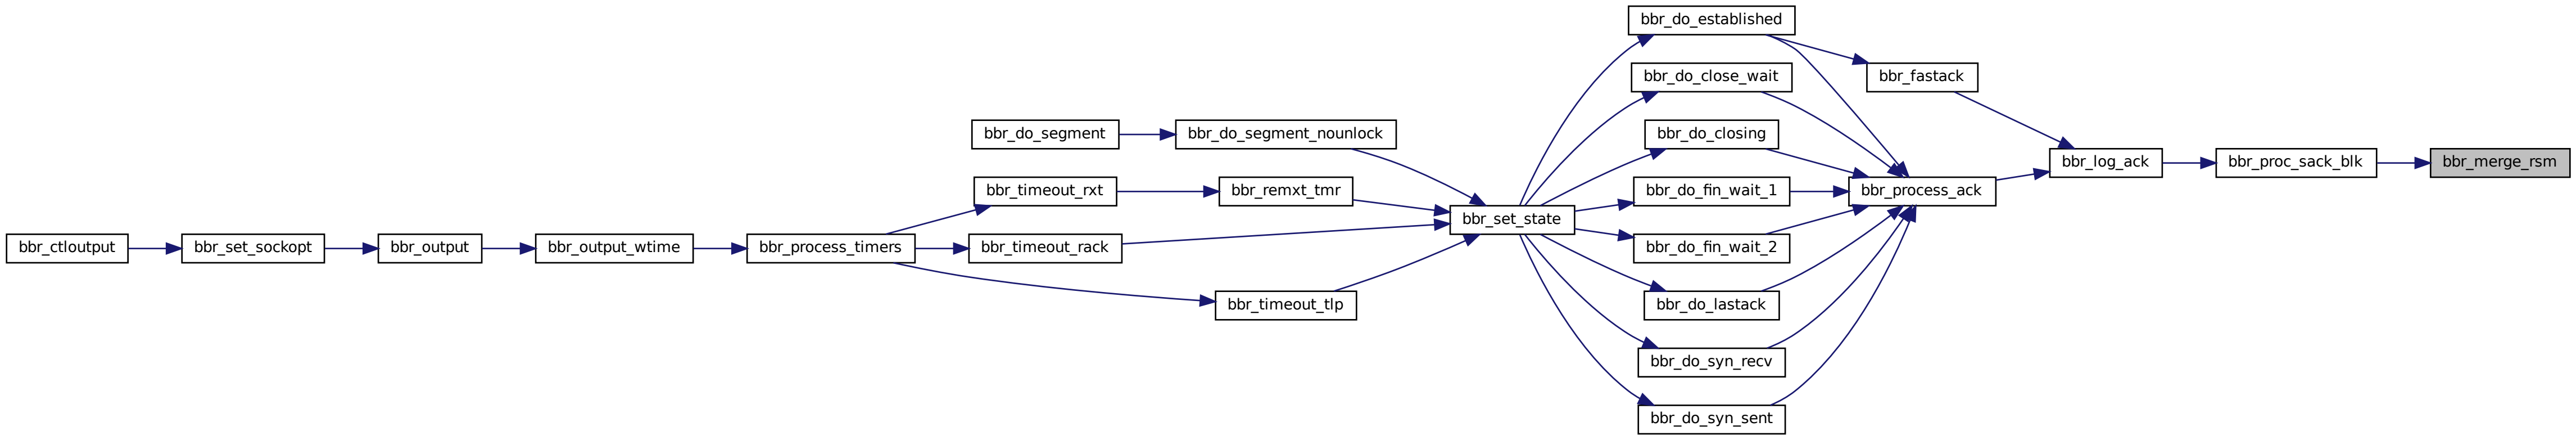 bbr_do_established
bbr_do_close_wait
bbr_fastack
bbr_do_segment
bbr_do_segment_nounlock
bbr_do_closing
bbr_log_ack
bbr_proc_sack_blk
bbr_merge_rsm
bbr_timeout_rxt
bbr_remxt_tmr
bbr_do_fin_wait_1
bbr_process_ack
bbr_set_state
bbr_ctloutput
bbr_set_sockopt
bbr_output
bbr_output_wtime
bbr_process_timers
bbr_timeout_rack
bbr_do_fin_wait_2
bbr_timeout_tlp
bbr_do_lastack
bbr_do_syn_recv
bbr_do_syn_sent